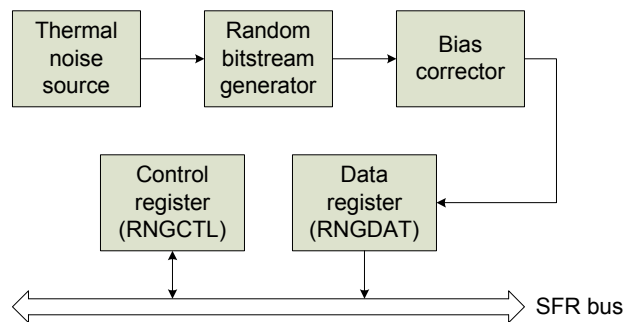 Thermal
noise
source
Random
bitstream
generator
Bias
corrector
Control
register
(RNGCTL)
Data
register
(RNGDAT)
SFR bus